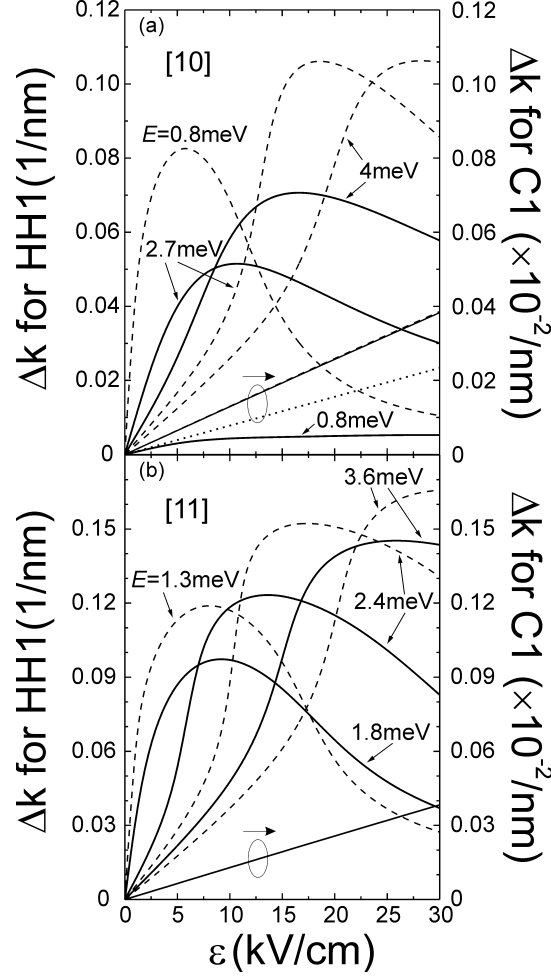 (a)
[10]
E=0.8meV
4meV
2.7meV
0.8meV
0.12
0.10
0.08
0.06
0.04
0.02
0
0.12
0.10
0.08
0.06
0.04
0.02
0
Δk for HH1(1/nm)
Δk for C1 (×10⁻²/nm)
(b)
[11]
3.6meV
E=1.3meV
2.4meV
1.8meV
0.15
0.12
0.09
0.06
0.03
0
0.15
0.12
0.09
0.06
0.03
0
Δk for HH1(1/nm)
Δk for C1 (×10⁻²/nm)
0 5 10 15 20 25 30
ε(kV/cm)